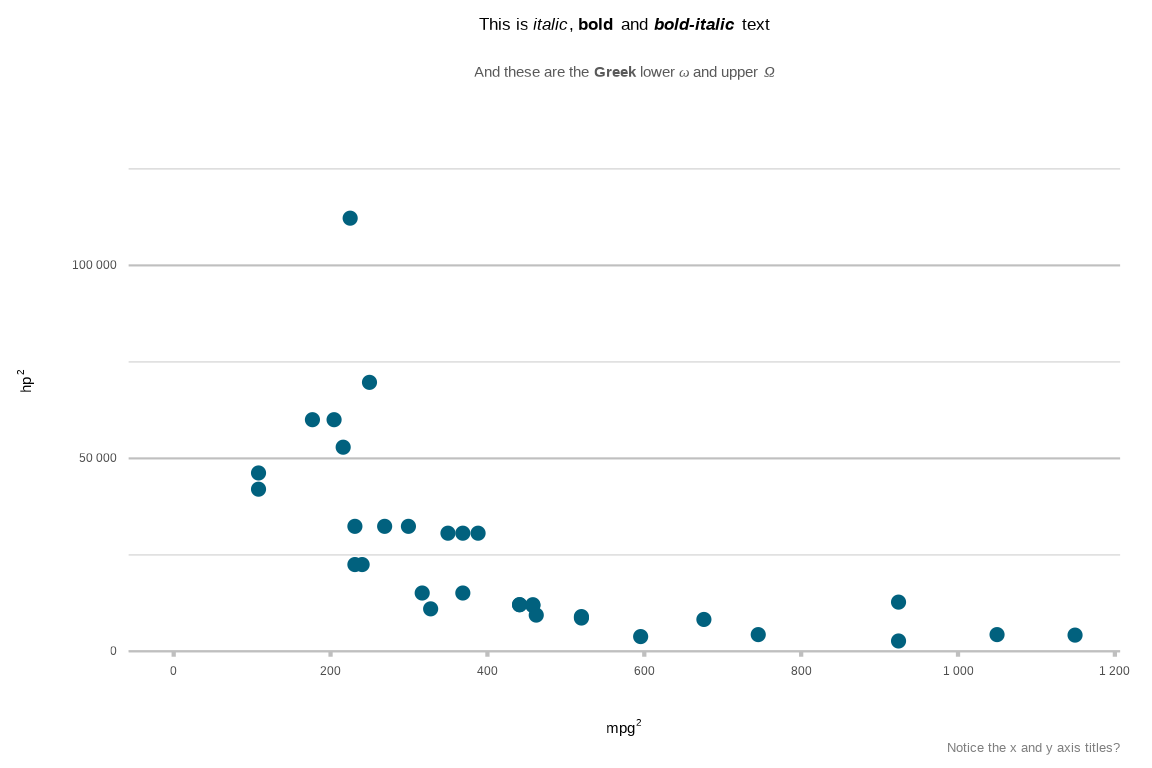 This is italic, bold and bold-italic text
And these are the Greek lower ω and upper Ω
100 000
hp²
50 000
0
0 200 400 600 800 1 000 1 200
mpg²
Notice the x and y axis titles?